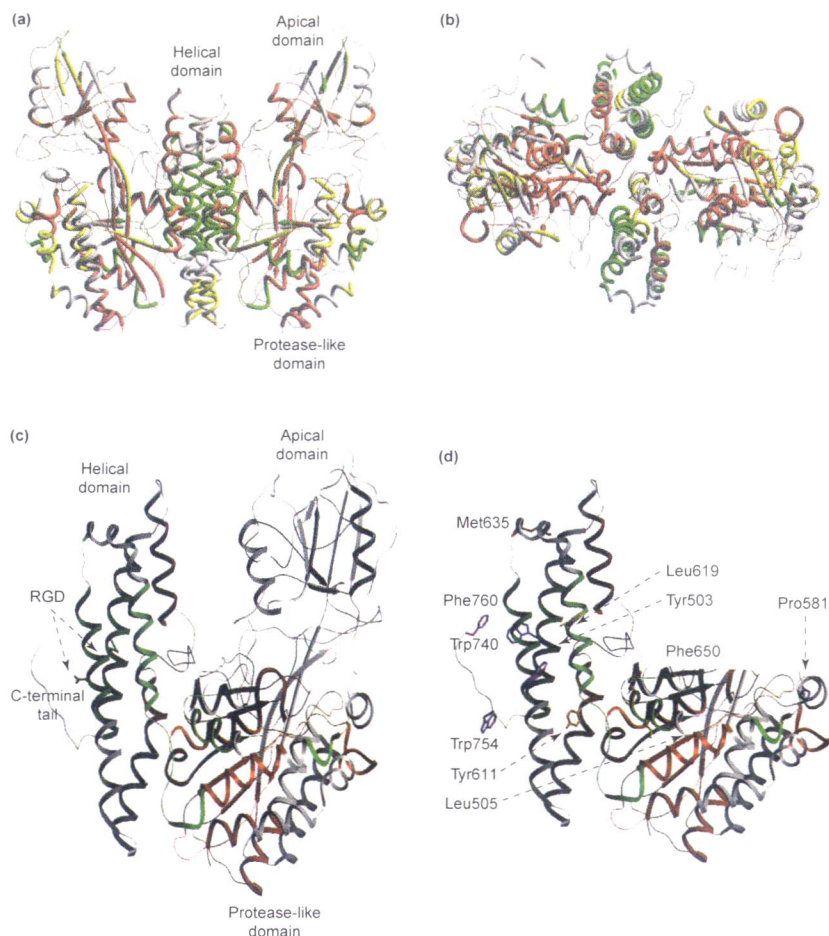 (a)
Helical
domain
Apical
domain
Protease-like
domain
(b)
(c)
Helical
domain
Apical
domain
RGD
C-terminal
tail
Protease-like
domain
(d)
Met635
Leu619
Phe760
Tyr503
Pro581
Trp740
Phe650
Trp754
Tyr611
Leu505